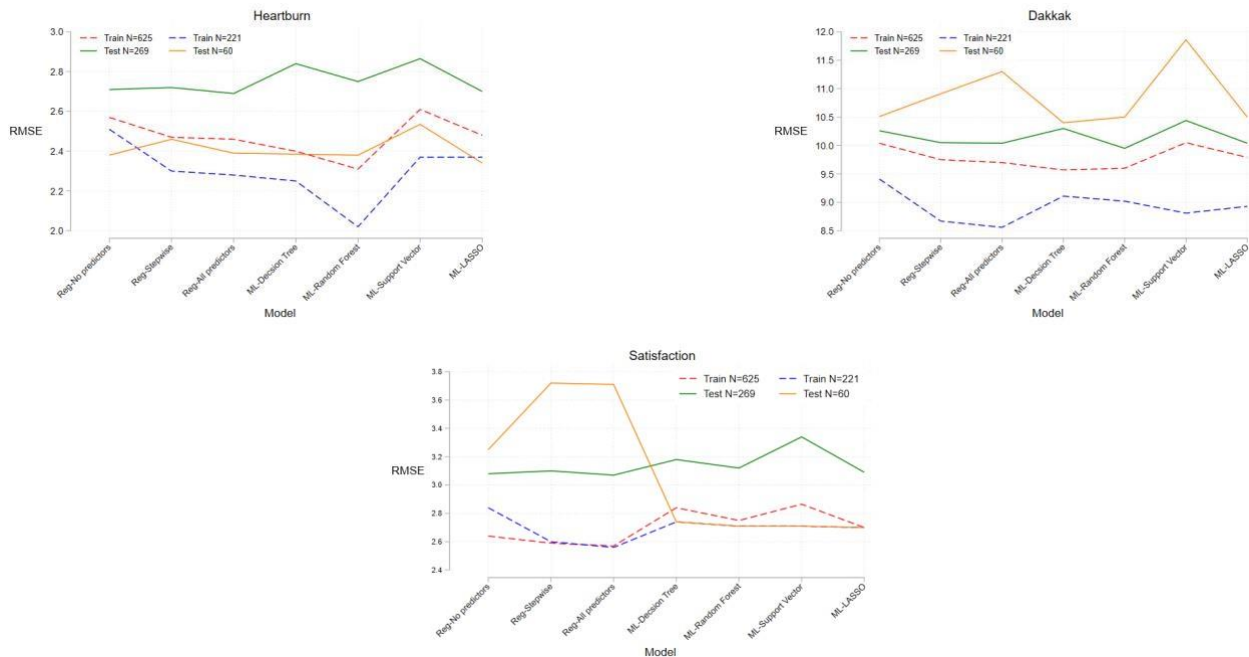 Heartburn
3.0
2.8
2.6
2.4
2.2
2.0
RMSE
Train N=625 Train N=221
Test N=269 Test N=60
Reg-No predictors
Reg-Stepwise
Reg-All predictors
ML-Decsion Tree
ML-Random Forest
ML-Support Vector
ML-LASSO
Model
Dakkak
12.0
11.5
11.0
10.5
10.0
9.5
9.0
8.5
RMSE
Train N=625 Train N=221
Test N=269 Test N=60
Reg-No predictors
Reg-Stepwise
Reg-All predictors
ML-Decsion Tree
ML-Random Forest
ML-Support Vector
ML-LASSO
Model
Satisfaction
3.8
3.6
3.4
3.2
3.0
2.8
2.6
2.4
RMSE
Train N=625 Train N=221
Test N=269 Test N=60
Reg-No predictors
Reg-Stepwise
Reg-All predictors
ML-Decsion Tree
ML-Random Forest
ML-Support Vector
ML-LASSO
Model